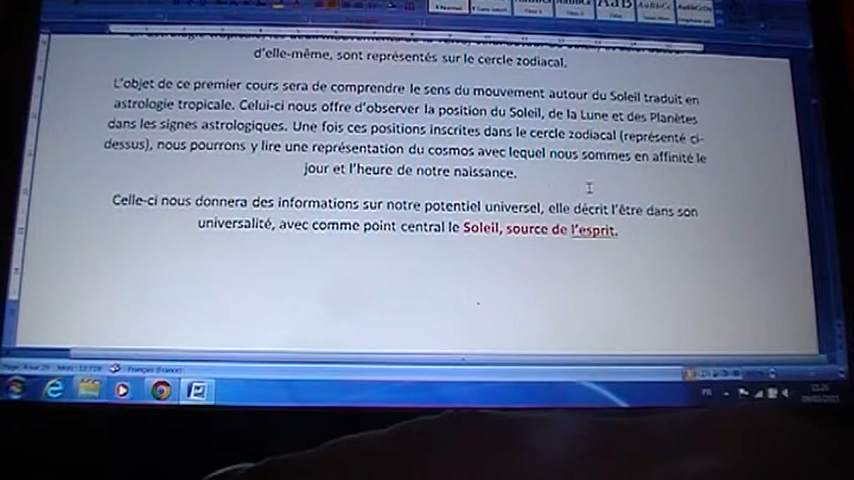 d'elle-même, sont représentés sur le cercle zodiacal.
L'objet de ce premier cours sera de comprendre le sens du mouvement autour du Soleil traduit en
astrologie tropicale. Celui-ci nous offre d'observer la position du Soleil, de la Lune et des Planètes
dans les signes astrologiques. Une fois ces positions inscrites dans le cercle zodiacal (représenté ci-
dessus), nous pourrons y lire une représentation du cosmos avec lequel nous sommes en affinité le
jour et l'heure de notre naissance.
Celle-ci nous donnera des informations sur notre potentiel universel, elle décrit l'être dans son
universalité, avec comme point central le Soleil, source de l'esprit.
Français (France)
FR